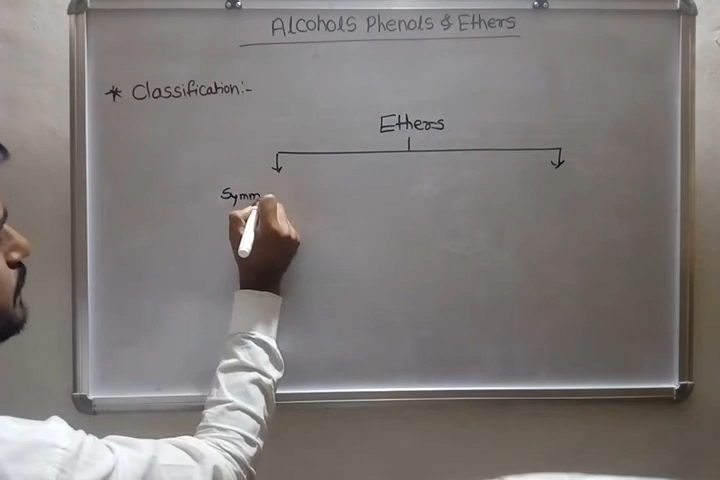 Alcohols Phenols & Ethers
* Classification:-
Ethers
Symm